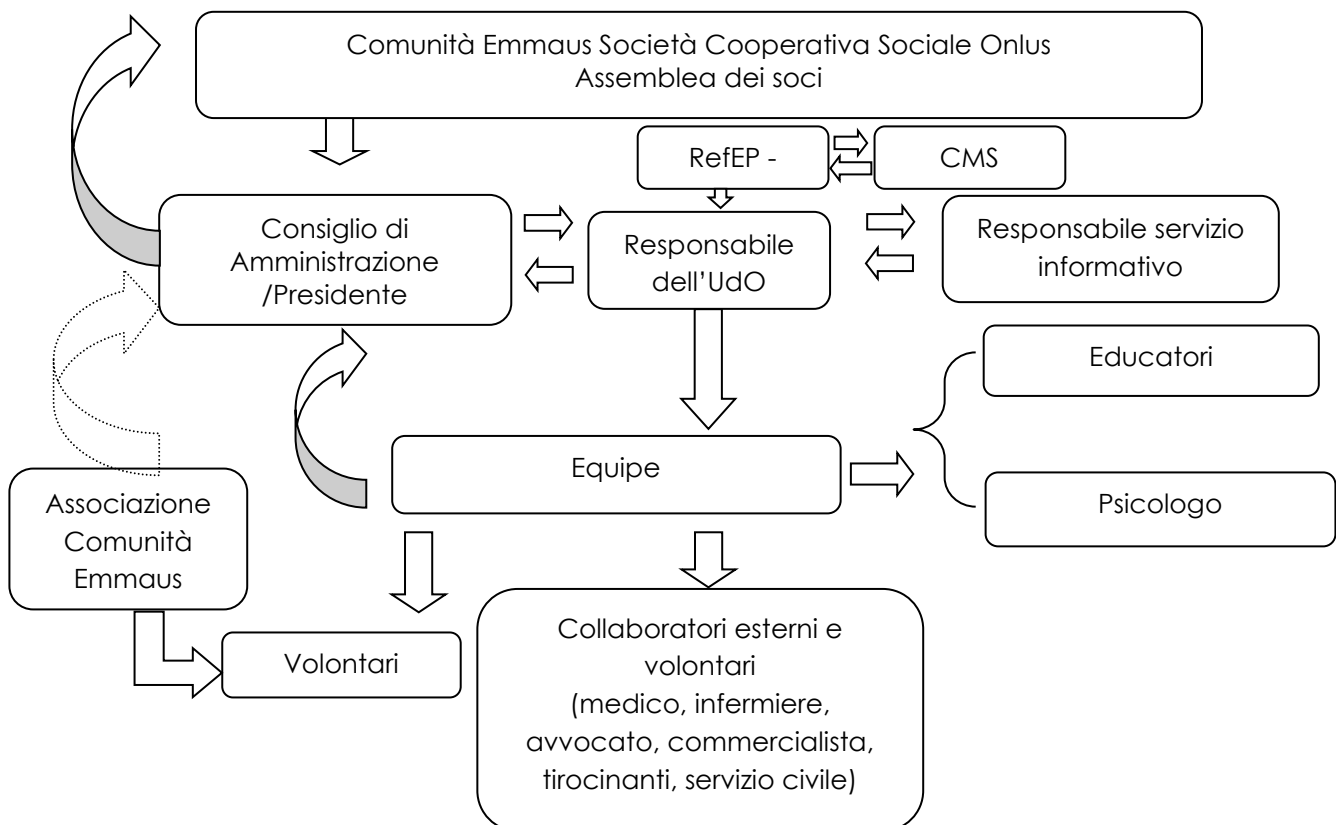 Comunità Emmaus Società Cooperativa Sociale Onlus
Assemblea dei soci
RefEP -
CMS
Consiglio di
Amministrazione
/Presidente
Responsabile
dell’UdO
Responsabile servizio
informativo
Educatori
Equipe
Psicologo
Associazione
Comunità
Emmaus
Volontari
Collaboratori esterni e
volontari
(medico, infermiere,
avvocato, commercialista,
tirocinanti, servizio civile)